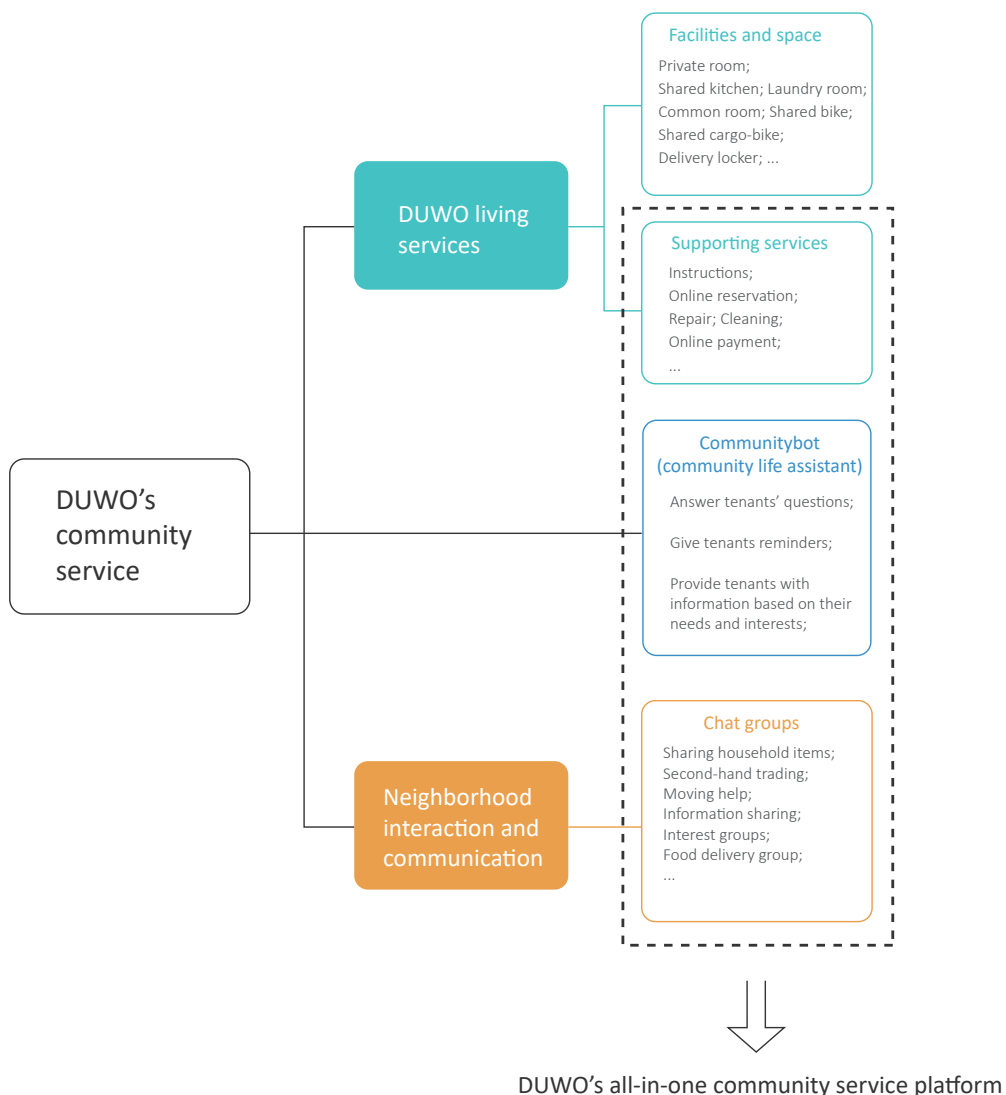 Facilities and space
Private room;
Shared kitchen; Laundry room;
Common room; Shared bike;
Shared cargo-bike;
Delivery locker; ...
DUWO living
services
Supporting services
Instructions;
Online reservation;
Repair; Cleaning;
Online payment;
...
DUWO’s
community
service
Communitybot
(community life assistant)
Answer tenants’ questions;
Give tenants reminders;
Provide tenants with
information based on their
needs and interests;
Neighborhood
interaction and
communication
Chat groups
Sharing household items;
Second-hand trading;
Moving help;
Information sharing;
Interest groups;
Food delivery group;
...
DUWO’s all-in-one community service platform